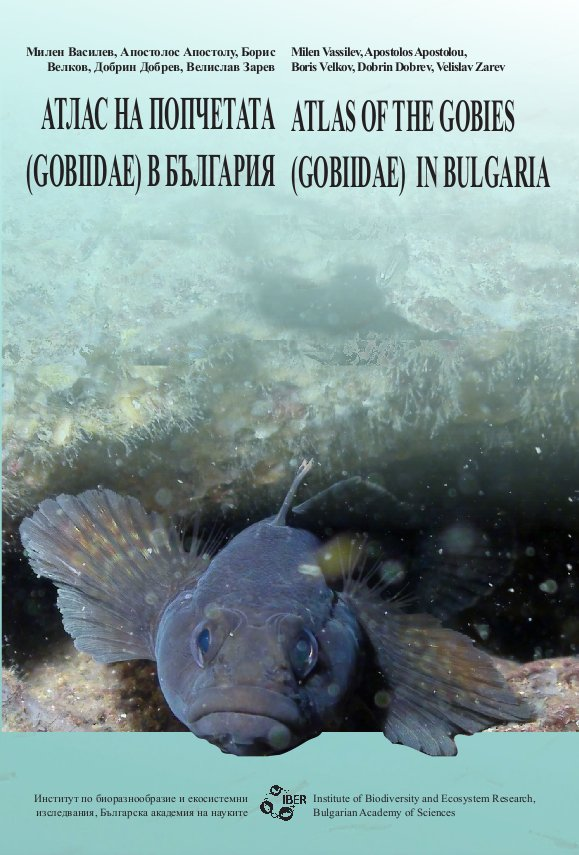 Милен Василев, Апостолос Апостолу, Борис
Велков, Добрин Добрев, Велислав Зарев
АТЛАС НА ПОПЧЕТАТА
(GOBIIDAE) В БЪЛГАРИЯ
Milen Vassilev, Apostolos Apostolou,
Boris Velkov, Dobrin Dobrev, Velislav Zarev
ATLAS OF THE GOBIES
(GOBIIDAE) IN BULGARIA
Институт по биоразнообразие и екосистемни
изследвания, Българска академия на науките
IBER
Institute of Biodiversity and Ecosystem Research,
Bulgarian Academy of Sciences